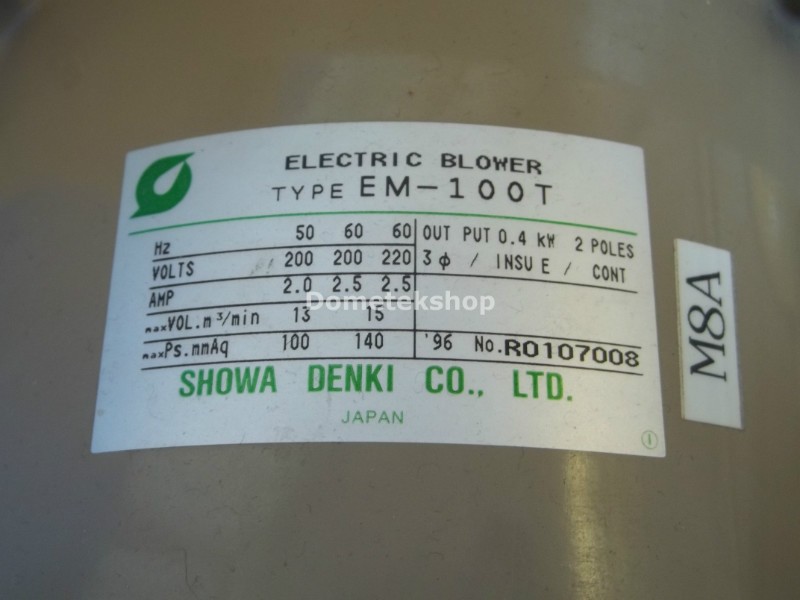 ELECTRIC BLOWER
TYPE EM-100T
Hz 50 60 60 OUT PUT 0.4 kW 2 POLES
VOLTS 200 200 220 3φ / INSU E / CONT
AMP 2.0 2.5 2.5
maxVOL.m³/min 13 15
maxPs.mmAq 100 140 '96 No.R0107008
SHOWA DENKI CO., LTD.
JAPAN
1
M8A
Dometekshop